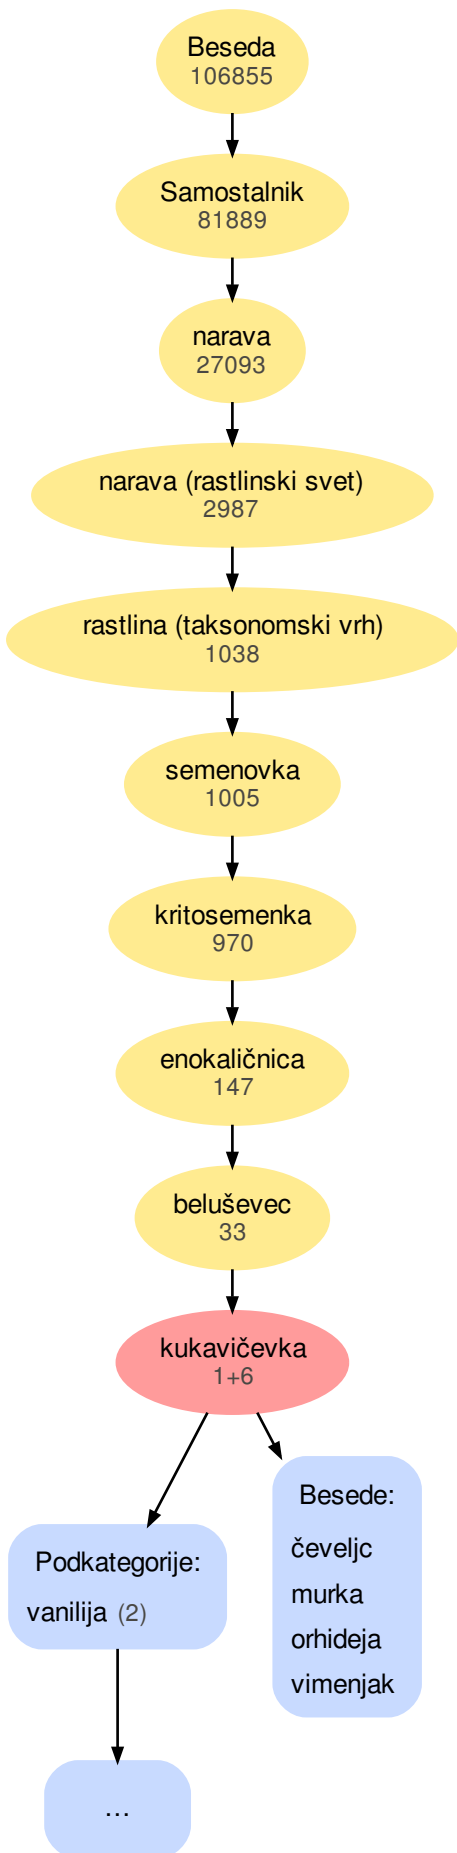 Beseda
106855
Samostalnik
81889
narava
27093
narava (rastlinski svet)
2987
rastlina (taksonomski vrh)
1038
semenovka
1005
kritosemenka
970
enokaličnica
147
beluševec
33
kukavičevka
1+6
Podkategorije:
vanilija (2)
...
Besede:
čeveljc
murka
orhideja
vimenjak